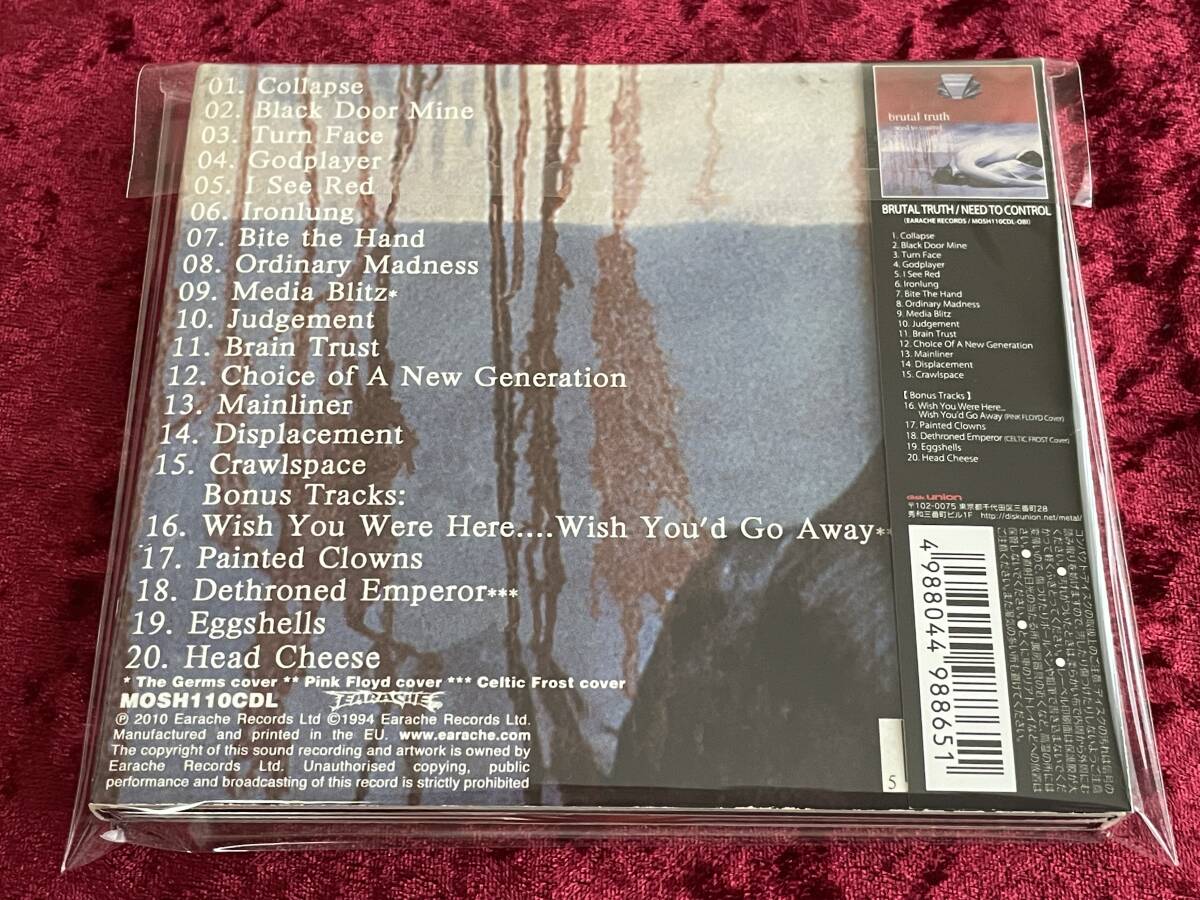 01. Collapse
02. Black Door Mine
03. Turn Face
04. Godplayer
05. I See Red
06. Ironlung
07. Bite the Hand
08. Ordinary Madness
09. Media Blitz*
10. Judgement
11. Brain Trust
12. Choice of A New Generation
13. Mainliner
14. Displacement
15. Crawlspace
Bonus Tracks:
16. Wish You Were Here....Wish You'd Go Away**
17. Painted Clowns
18. Dethroned Emperor***
19. Eggshells
20. Head Cheese
* The Germs cover ** Pink Floyd cover *** Celtic Frost cover
MOSH110CDL EARACHE
℗ 2010 Earache Records Ltd ©1994 Earache Records Ltd.
Manufactured and printed in the EU. www.earache.com
The copyright of this sound recording and artwork is owned by
Earache Records Ltd. Unauthorised copying, public
performance and broadcasting of this record is strictly prohibited
5
brutal truth
need to control
BRUTAL TRUTH / NEED TO CONTROL
(EARACHE RECORDS / MOSH110CDL-OBI)
1. Collapse
2. Black Door Mine
3. Turn Face
4. Godplayer
5. I See Red
6. Ironlung
7. Bite The Hand
8. Ordinary Madness
9. Media Blitz
10. Judgement
11. Brain Trust
12. Choice Of A New Generation
13. Mainliner
14. Displacement
15. Crawlspace
【 Bonus Tracks 】
16. Wish You Were Here...
Wish You'd Go Away (PINK FLOYD Cover)
17. Painted Clowns
18. Dethroned Emperor (CELTIC FROST Cover)
19. Eggshells
20. Head Cheese
disk union
〒102-0075 東京都千代田区三番町28
秀和三番町ビル1F http://diskunion.net/metal/
4 988044 988651